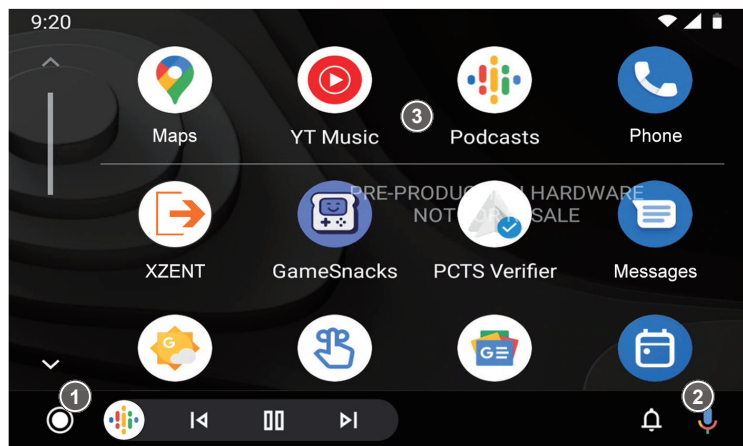 9:20
3
Maps
YT Music
Podcasts
Phone
PRE-PRODUCTION HARDWARE
NOT FOR SALE
XZENT
GameSnacks
PCTS Verifier
Messages
G
G
1
2